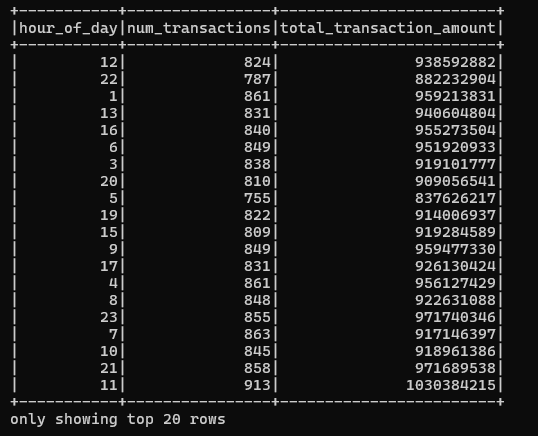 +-----------+----------------+------------------------+
|hour_of_day|num_transactions|total_transaction_amount|
+-----------+----------------+------------------------+
|         12|             824|               938592882|
|         22|             787|               882232904|
|          1|             861|               959213831|
|         13|             831|               940604804|
|         16|             840|               955273504|
|          6|             849|               951920933|
|          3|             838|               919101777|
|         20|             810|               909056541|
|          5|             755|               837626217|
|         19|             822|               914006937|
|         15|             809|               919284589|
|          9|             849|               959477330|
|         17|             831|               926130424|
|          4|             861|               956127429|
|          8|             848|               922631088|
|         23|             855|               971740346|
|          7|             863|               917146397|
|         10|             845|               918961386|
|         21|             858|               971689538|
|         11|             913|              1030384215|
+-----------+----------------+------------------------+
only showing top 20 rows